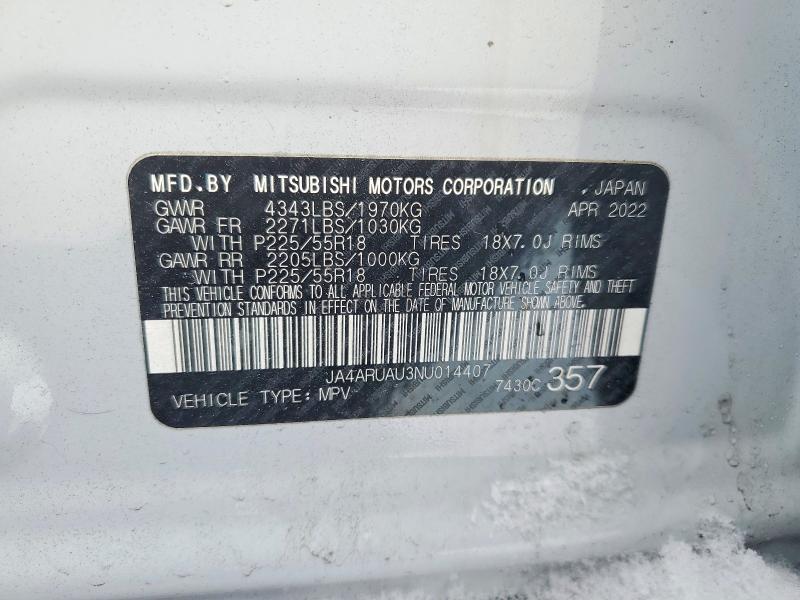 MFD.BY MITSUBISHI MOTORS CORPORATION , JAPAN
GVWR 4343LBS/1970KG APR 2022
GAWR FR 2271LBS/1030KG
WITH P225/55R18 TIRES 18X7.0J RIMS
GAWR RR 2205LBS/1000KG
WITH P225/55R18 TIRES 18X7.0J RIMS
THIS VEHICLE CONFORMS TO ALL APPLICABLE FEDERAL MOTOR VEHICLE SAFETY AND THEFT
PREVENTION STANDARDS IN EFFECT ON THE DATE OF MANUFACTURE SHOWN ABOVE.
JA4ARUAU3NU014407
VEHICLE TYPE: MPV 7430C 357